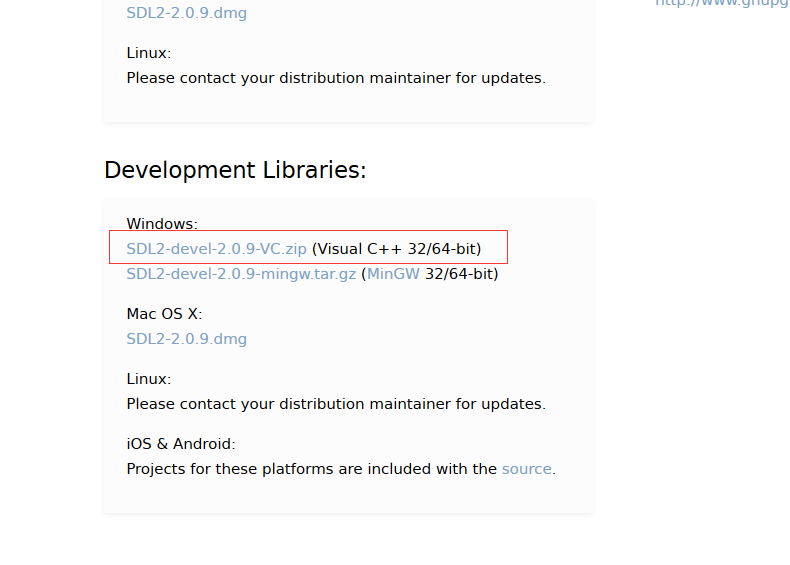 SDL2-2.0.9.dmg
http://www.gnupg
Linux:
Please contact your distribution maintainer for updates.
Development Libraries:
Windows:
SDL2-devel-2.0.9-VC.zip (Visual C++ 32/64-bit)
SDL2-devel-2.0.9-mingw.tar.gz (MinGW 32/64-bit)
Mac OS X:
SDL2-2.0.9.dmg
Linux:
Please contact your distribution maintainer for updates.
iOS & Android:
Projects for these platforms are included with the source.